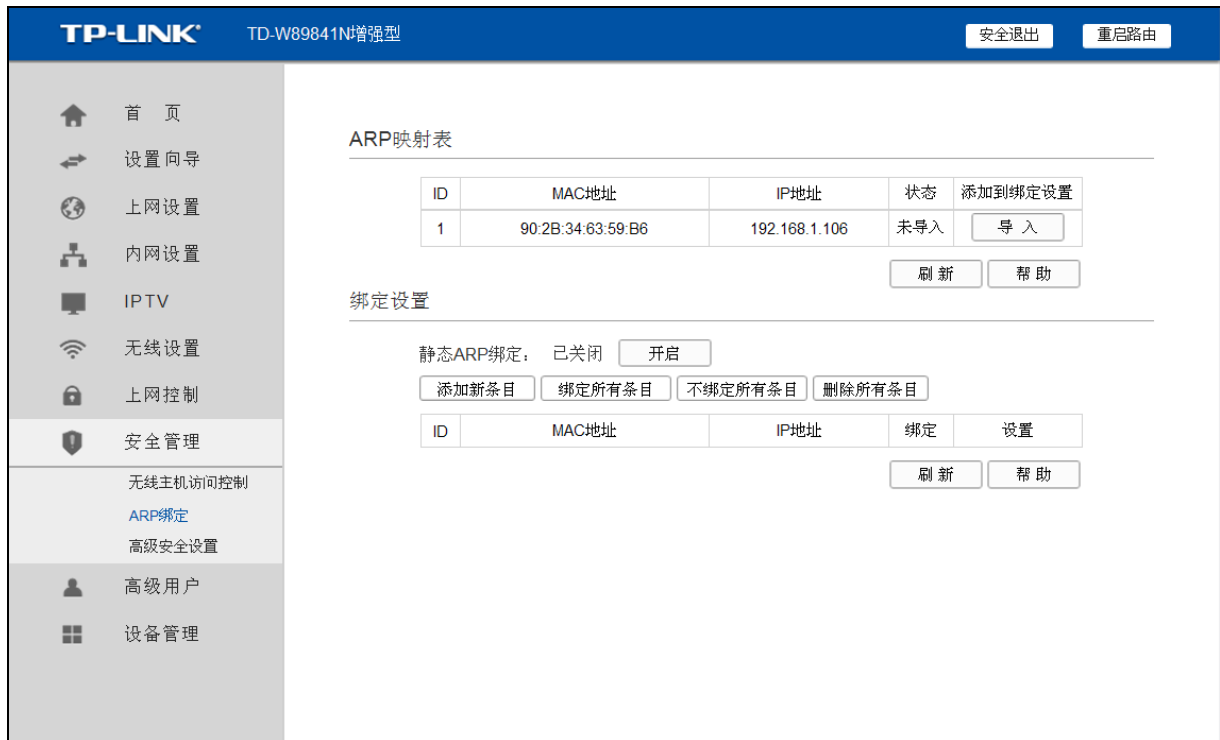 TP-LINK® TD-W89841N增强型 安全退出 重启路由
首 页
设置向导
上网设置
内网设置
IPTV
无线设置
上网控制
安全管理
无线主机访问控制
ARP绑定
高级安全设置
高级用户
设备管理
ARP映射表
ID MAC地址 IP地址 状态 添加到绑定设置
1 90:2B:34:63:59:B6 192.168.1.106 未导入 导 入
刷 新 帮 助
绑定设置
静态ARP绑定: 已关闭 开启
添加新条目 绑定所有条目 不绑定所有条目 删除所有条目
ID MAC地址 IP地址 绑定 设置
刷 新 帮 助